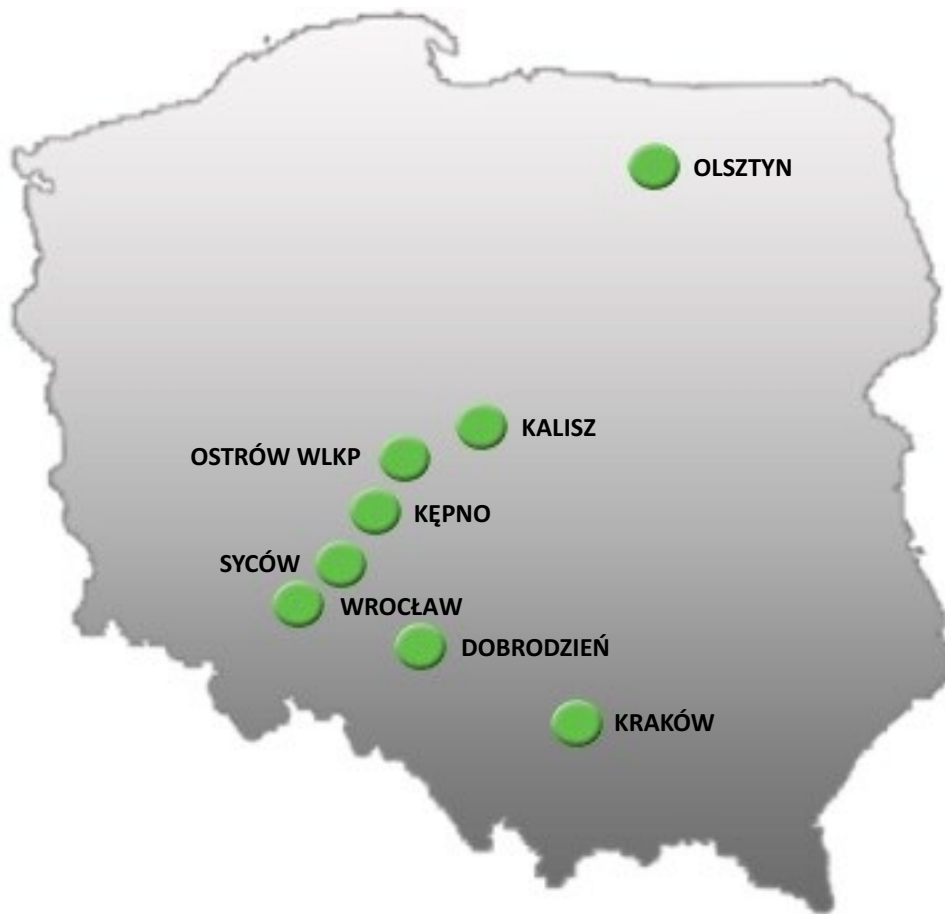 OLSZTYN
KALISZ
OSTRÓW WLKP
KĘPNO
SYCÓW
WROCŁAW
DOBRODZIEŃ
KRAKÓW